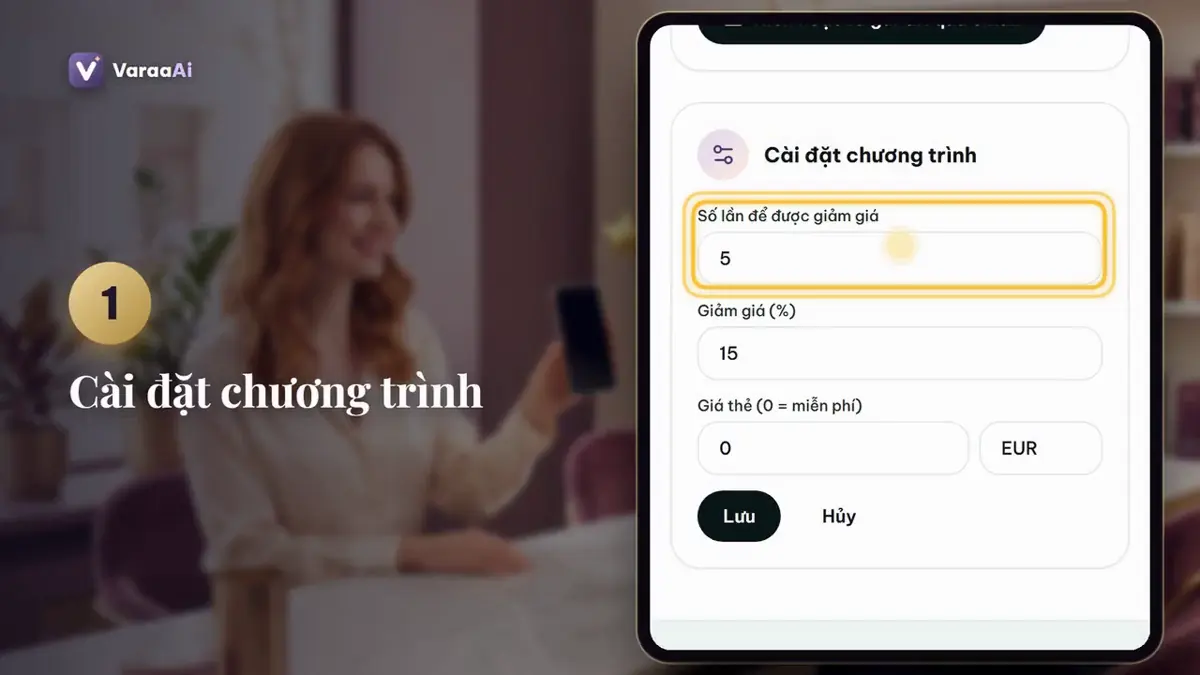 VaraaAi
1
Cài đặt chương trình
Cài đặt chương trình
Số lần để được giảm giá
5
Giảm giá (%)
15
Giá thẻ (0 = miễn phí)
0
EUR
Lưu
Hủy